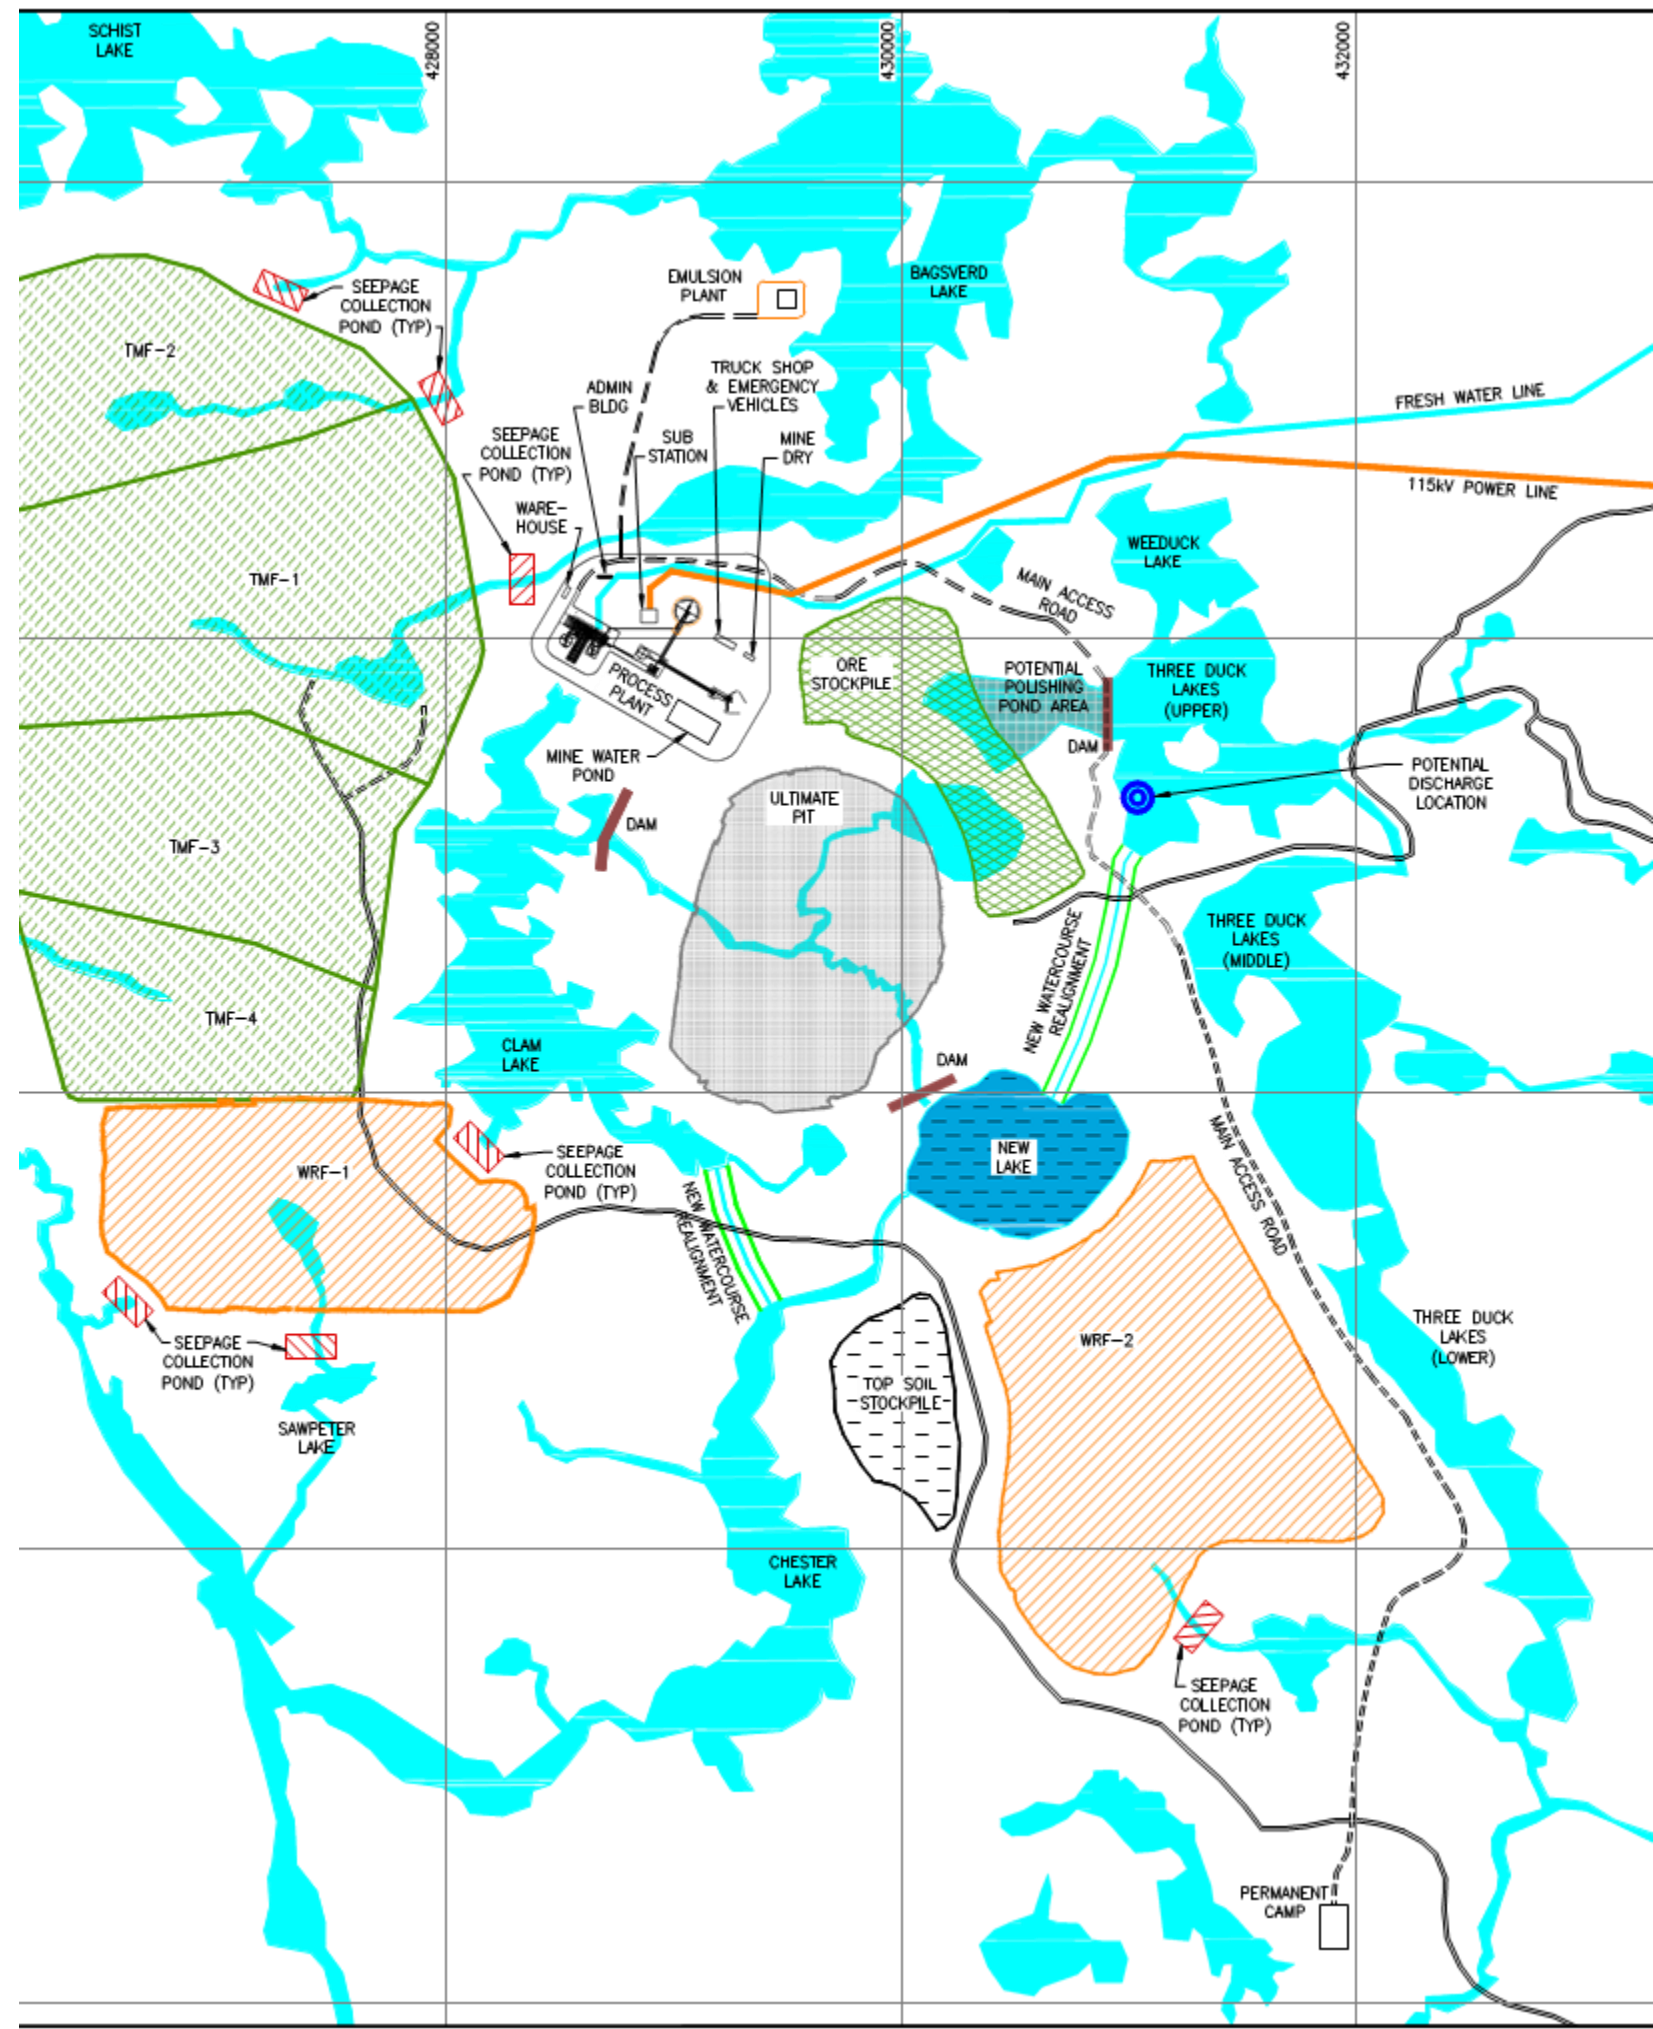 SCHIST
LAKE
428000
430000
432000
SEEPAGE
COLLECTION
POND (TYP)
EMULSION
PLANT
BAGSVERD
LAKE
TMF-2
TRUCK SHOP
& EMERGENCY
VEHICLES
ADMIN
BLDG
FRESH WATER LINE
SEEPAGE
COLLECTION
POND (TYP)
SUB
STATION
MINE
DRY
115kV POWER LINE
WARE-
HOUSE
WEEDUCK
LAKE
TMF-1
MAIN ACCESS
ROAD
ORE
STOCKPILE
POTENTIAL
POLISHING
POND AREA
THREE DUCK
LAKES
(UPPER)
PROCESS
PLANT
DAM
MINE WATER
POND
POTENTIAL
DISCHARGE
LOCATION
ULTIMATE
PIT
DAM
TMF-3
NEW WATERCOURSE
REALIGNMENT
THREE DUCK
LAKES
(MIDDLE)
TMF-4
CLAM
LAKE
DAM
SEEPAGE
COLLECTION
POND (TYP)
NEW
LAKE
MAIN ACCESS ROAD
WRF-1
NEW WATERCOURSE
REALIGNMENT
SEEPAGE
COLLECTION
POND (TYP)
WRF-2
THREE DUCK
LAKES
(LOWER)
TOP SOIL
STOCKPILE
SAWPETER
LAKE
CHESTER
LAKE
SEEPAGE
COLLECTION
POND (TYP)
PERMANENT
CAMP